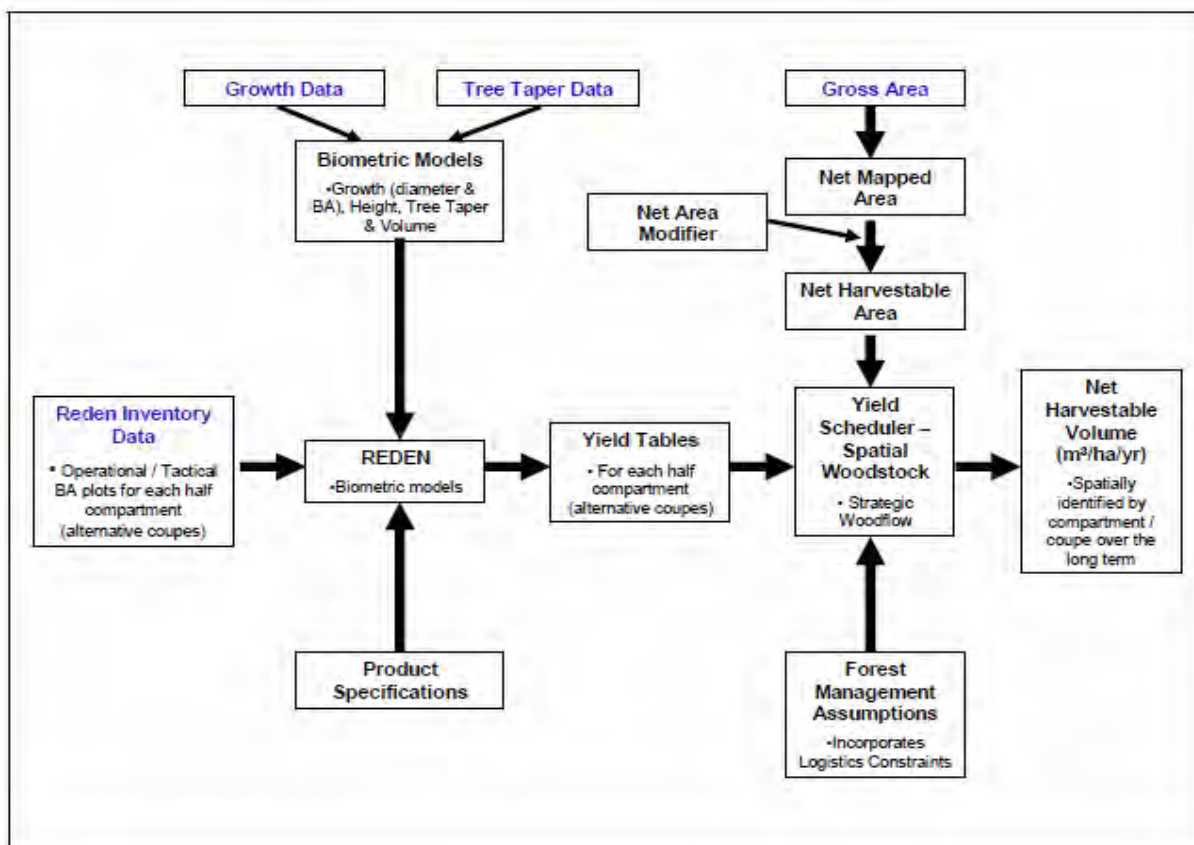 Growth Data
Tree Taper Data
Gross Area
Biometric Models
•Growth (diameter &
BA), Height, Tree Taper
& Volume
Net Mapped
Area
Net Area
Modifier
Net Harvestable
Area
Reden Inventory
Data
• Operational / Tactical
BA plots for each half
compartment
(alternative coupes)
REDEN
•Biometric models
Yield Tables
• For each half
compartment
(alternative coupes)
Yield
Scheduler –
Spatial
Woodstock
• Strategic
Woodflow
Net
Harvestable
Volume
(m³/ha/yr)
•Spatially
identified by
compartment /
coupe over the
long term
Product
Specifications
Forest
Management
Assumptions
•Incorporates
Logistics Constraints